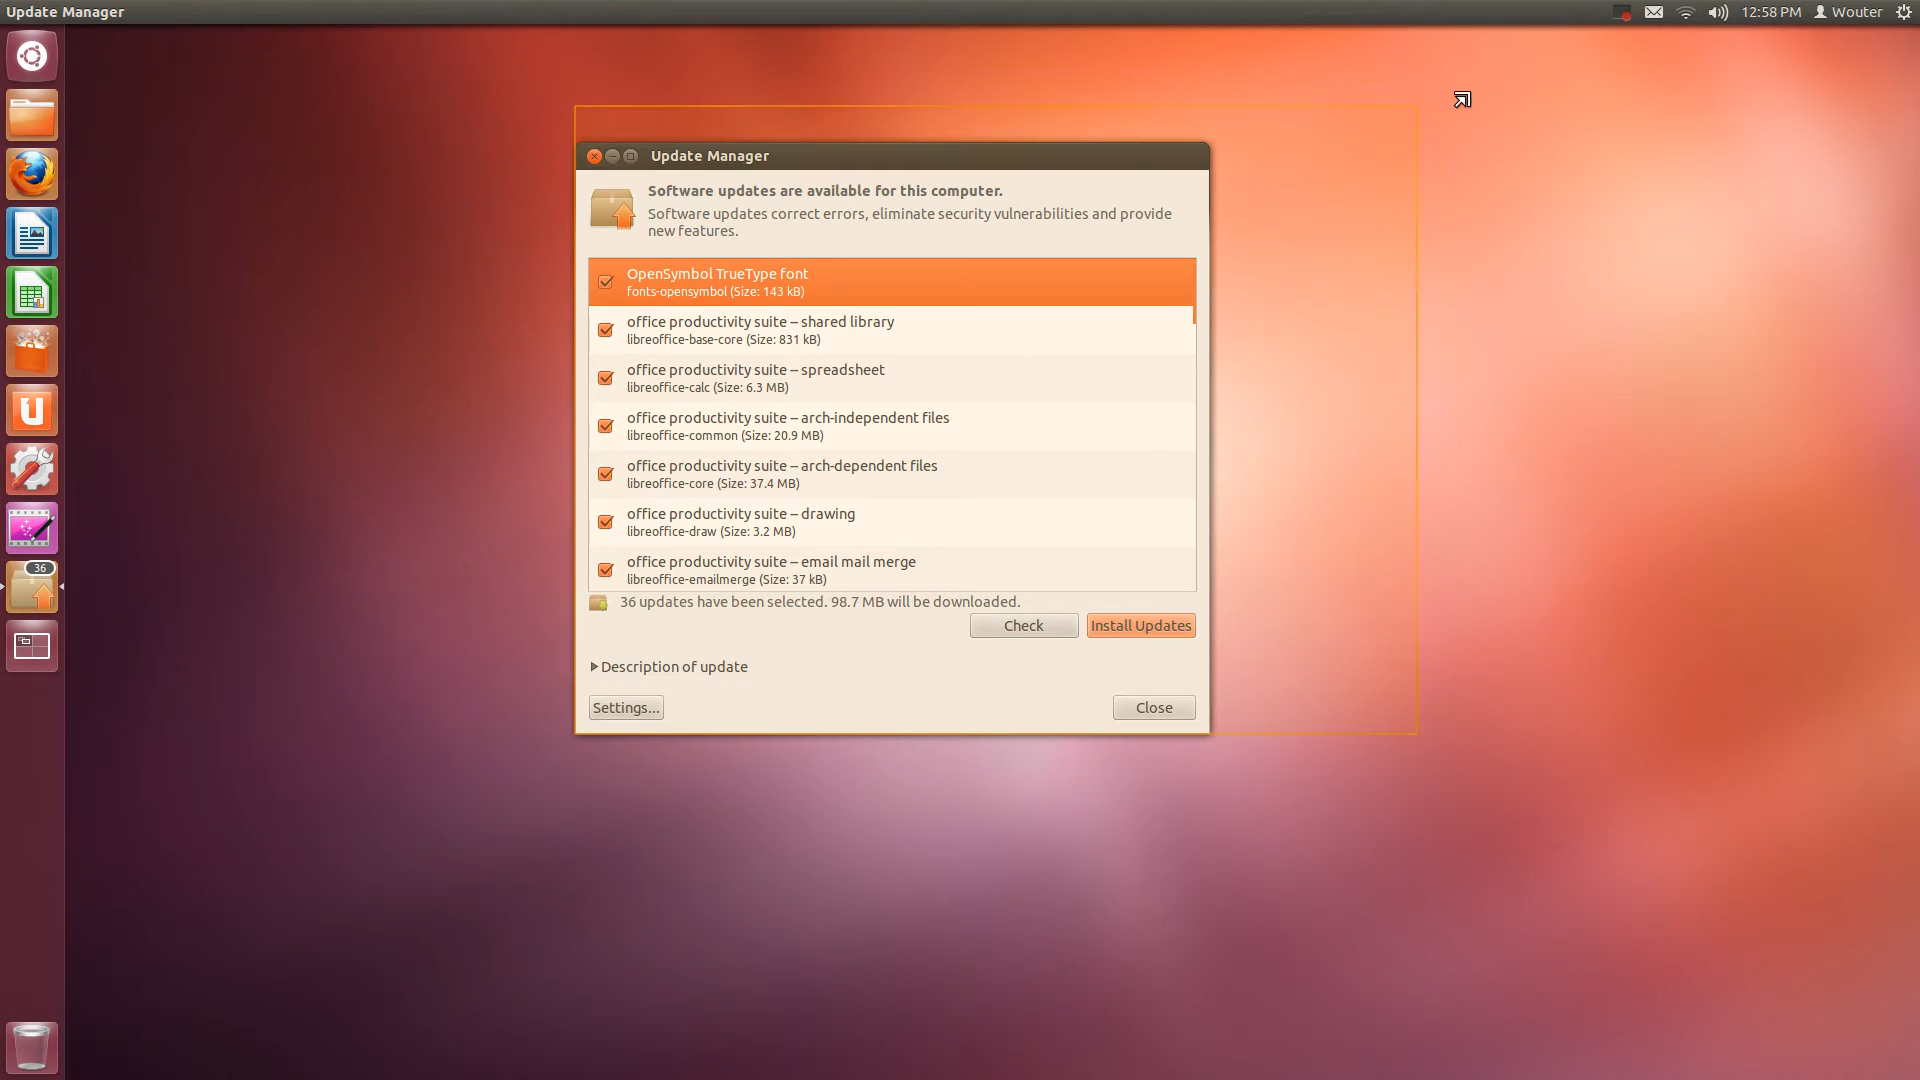 Update Manager
12:58 PM
Wouter
Update Manager
Software updates are available for this computer.
Software updates correct errors, eliminate security vulnerabilities and provide
new features.
OpenSymbol TrueType font
fonts-opensymbol (Size: 143 kB)
office productivity suite -- shared library
libreoffice-base-core (Size: 831 kB)
office productivity suite -- spreadsheet
libreoffice-calc (Size: 6.3 MB)
office productivity suite -- arch-independent files
libreoffice-common (Size: 20.9 MB)
office productivity suite -- arch-dependent files
libreoffice-core (Size: 37.4 MB)
office productivity suite -- drawing
libreoffice-draw (Size: 3.2 MB)
office productivity suite -- email mail merge
libreoffice-emailmerge (Size: 37 kB)
36
36 updates have been selected. 98.7 MB will be downloaded.
Check
Install Updates
Description of update
Settings...
Close